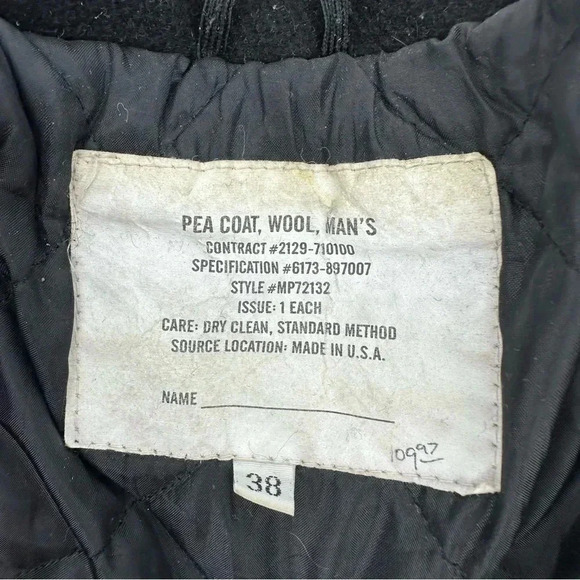 PEA COAT, WOOL, MAN'S
CONTRACT #2129-710100
SPECIFICATION #6173-897007
STYLE #MP72132
ISSUE: 1 EACH
CARE: DRY CLEAN, STANDARD METHOD
SOURCE LOCATION: MADE IN U.S.A.
NAME
10997
38